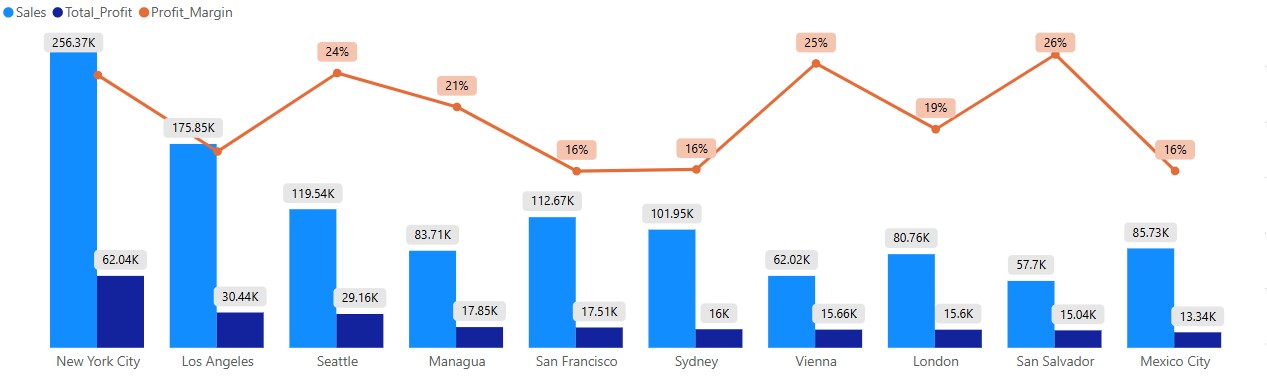 Sales Total_Profit Profit_Margin
256.37K 24% 25% 26%
21%
175.85K 19%
16% 16% 16%
119.54K 112.67K 101.95K
83.71K 62.02K 80.76K 57.7K 85.73K
62.04K 30.44K 29.16K 17.85K 17.51K 16K 15.66K 15.6K 15.04K 13.34K
New York City Los Angeles Seattle Managua San Francisco Sydney Vienna London San Salvador Mexico City